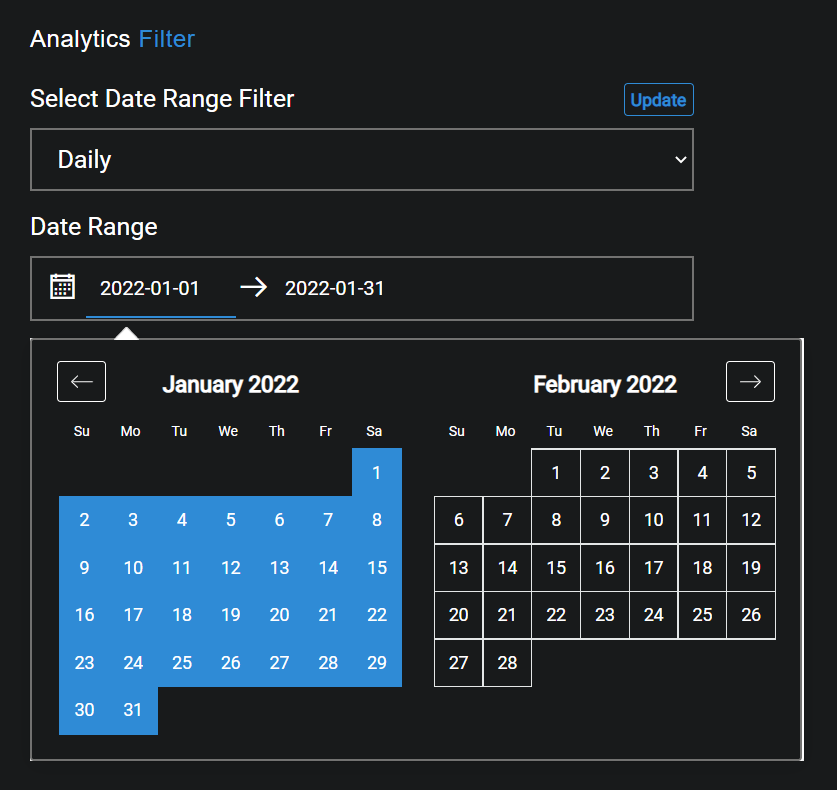 Analytics Filter
Select Date Range Filter Update
Daily
Date Range
2022-01-01 2022-01-31
January 2022 February 2022
Su Mo Tu We Th Fr Sa Su Mo Tu We Th Fr Sa
1 1 2 3 4 5
2 3 4 5 6 7 8 6 7 8 9 10 11 12
9 10 11 12 13 14 15 13 14 15 16 17 18 19
16 17 18 19 20 21 22 20 21 22 23 24 25 26
23 24 25 26 27 28 29 27 28
30 31